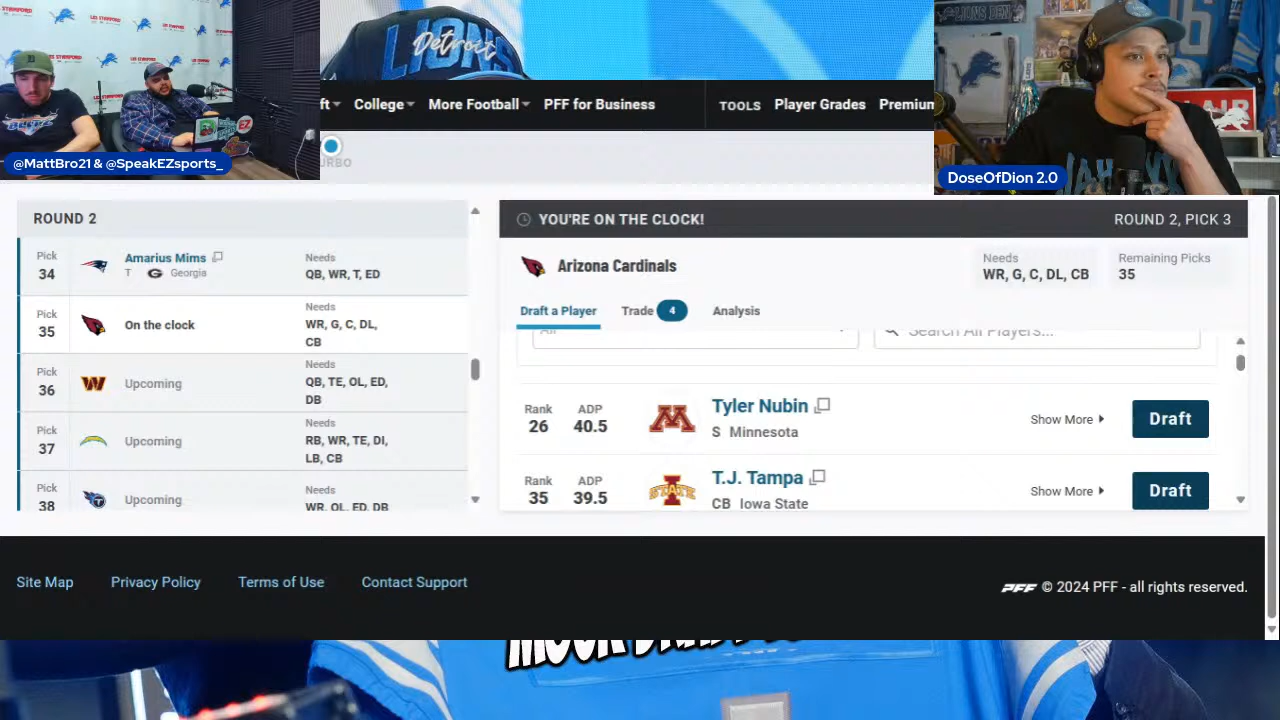 LIONS
Detroit
@MattBro21 & @SpeakEZsports_
DoseOfDion 2.0
ft
College
More Football
PFF for Business
TOOLS
Player Grades
Premium
ROUND 2
Pick
34
Amarius Mims
T Georgia
Needs
QB, WR, T, ED
Pick
35
On the clock
Needs
WR, G, C, DL,
CB
Pick
36
Upcoming
Needs
QB, TE, OL, ED,
DB
Pick
37
Upcoming
Needs
RB, WR, TE, DI,
LB, CB
Pick
38
Upcoming
Needs
WR, OL, ED, DB
YOU'RE ON THE CLOCK!
ROUND 2, PICK 3
Arizona Cardinals
Needs
WR, G, C, DL, CB
Remaining Picks
35
Draft a Player
Trade 4
Analysis
All
Search All Players...
Rank
26
ADP
40.5
Tyler Nubin
S Minnesota
Show More
Draft
Rank
35
ADP
39.5
T.J. Tampa
CB Iowa State
Show More
Draft
Site Map
Privacy Policy
Terms of Use
Contact Support
PFF © 2024 PFF - all rights reserved.